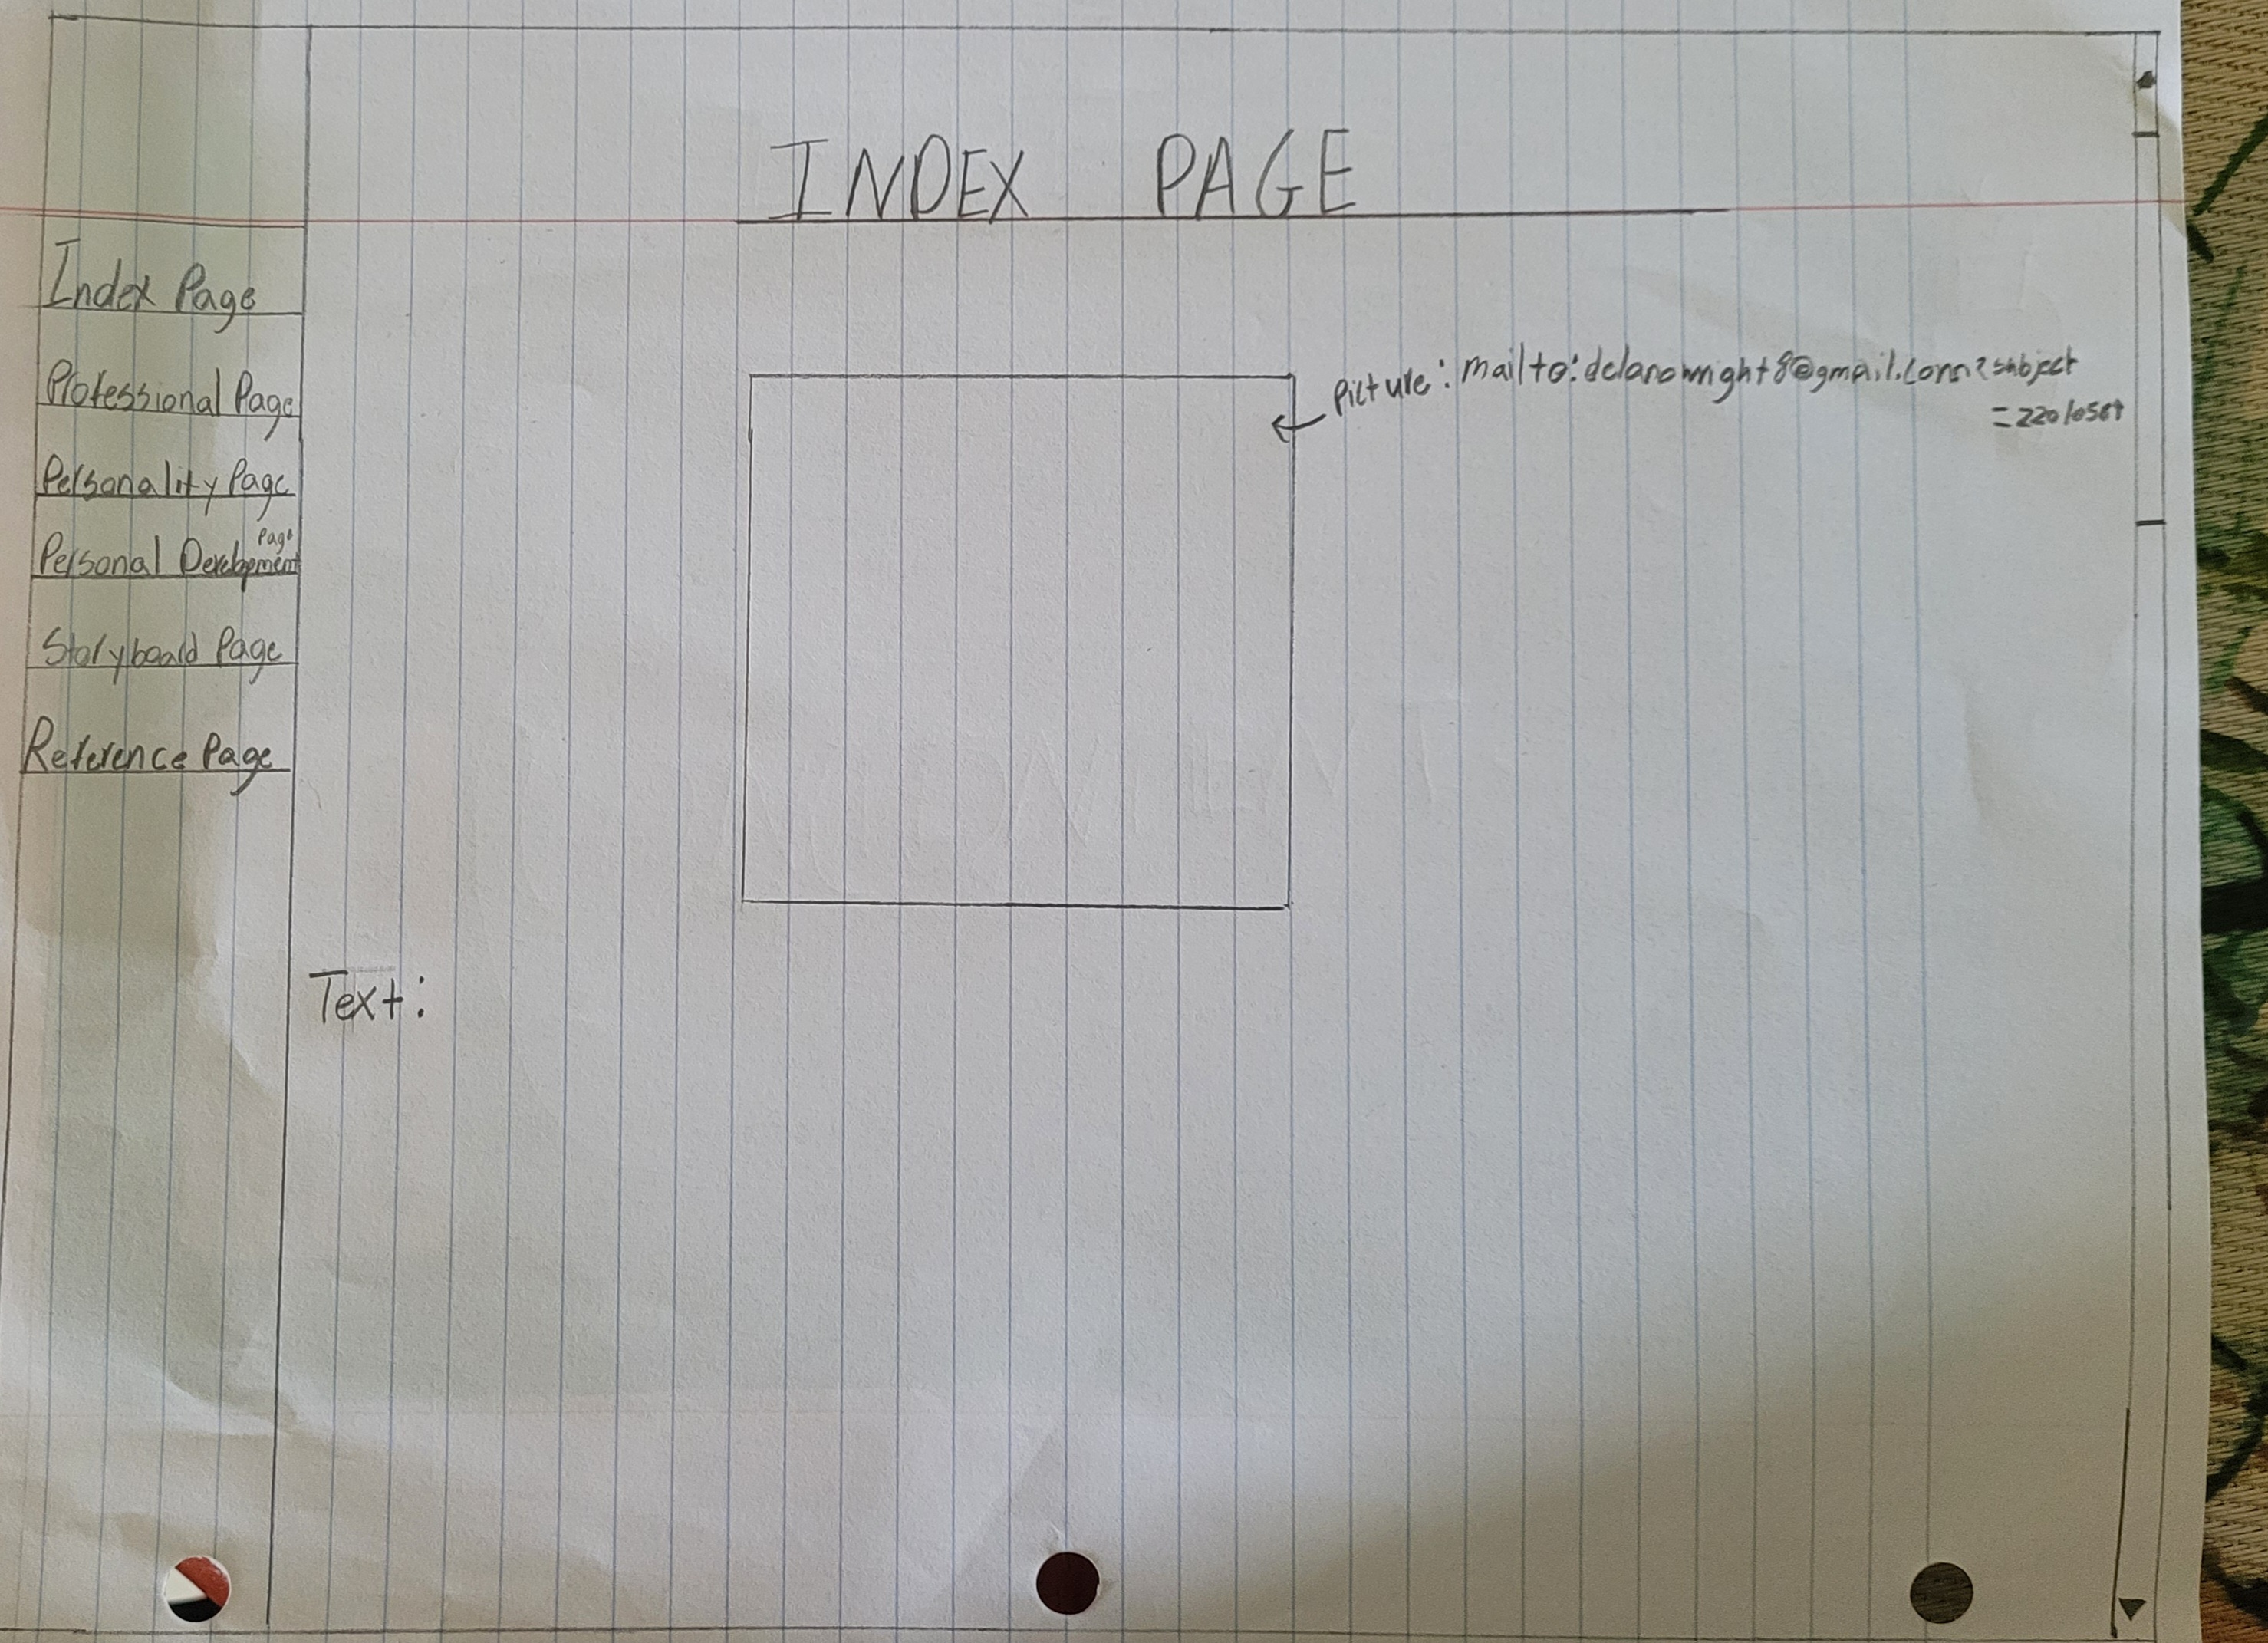 INDEX PAGE
Index Page
Professional Page
Personality Page
Personal Development Page
Storyboard Page
Reference Page
Picture: mailto:delanowright8@gmail.com?subject
=220
Text: